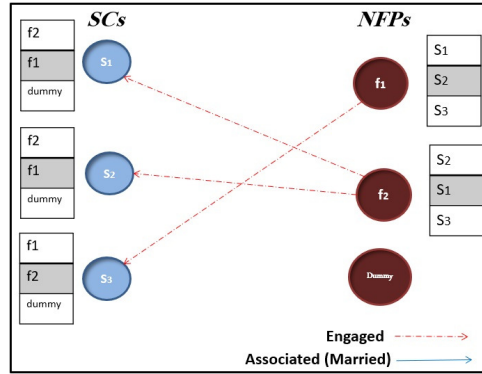 SCs
NFPs
f2
f1
dummy
S1
f1
S1
S2
S3
f2
f1
dummy
S2
f2
S2
S1
S3
f1
f2
dummy
S3
Dummy
Engaged
Associated (Married)